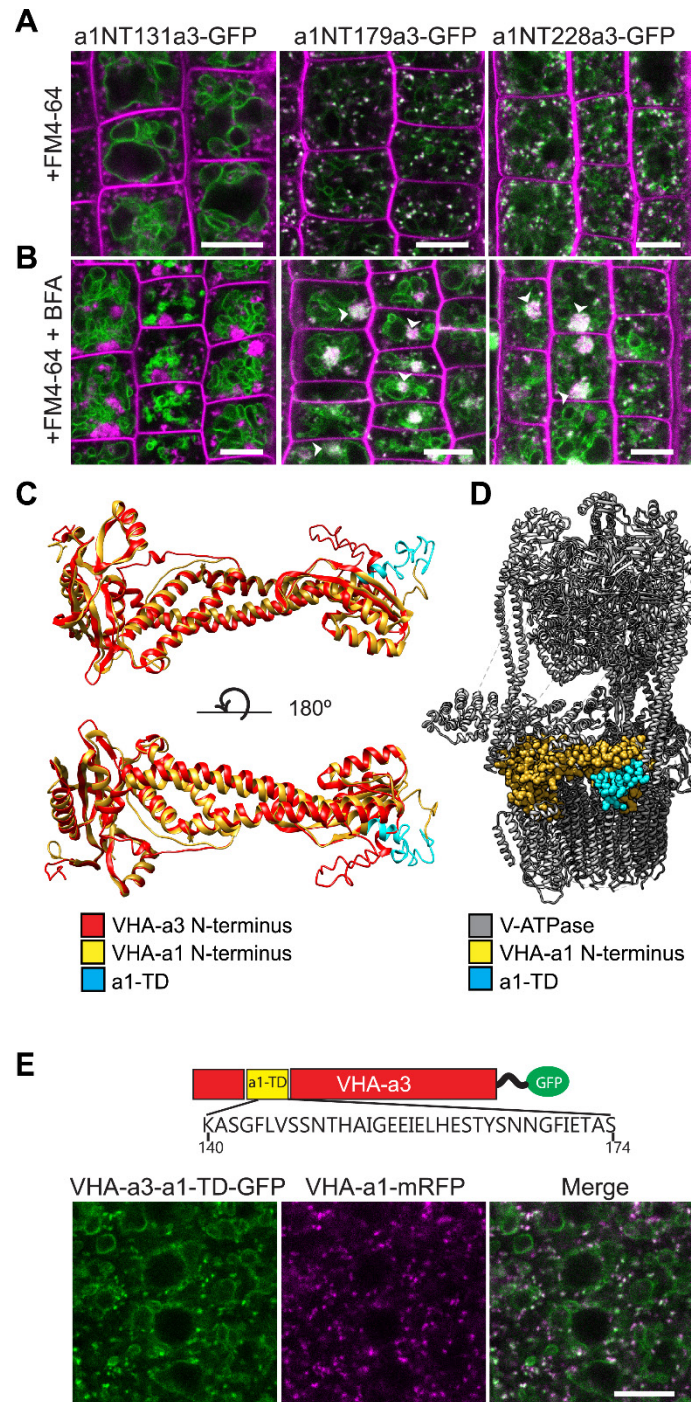 A
a1NT131a3-GFP a1NT179a3-GFP a1NT228a3-GFP
+FM4-64
B
+FM4-64 + BFA
C
D
180º
VHA-a3 N-terminus
VHA-a1 N-terminus
a1-TD
V-ATPase
VHA-a1 N-terminus
a1-TD
E
a1-TD VHA-a3 GFP
KASGFLVSSNTHAIGEEIELHESTYSNNGFIETAS
140 174
VHA-a3-a1-TD-GFP VHA-a1-mRFP Merge